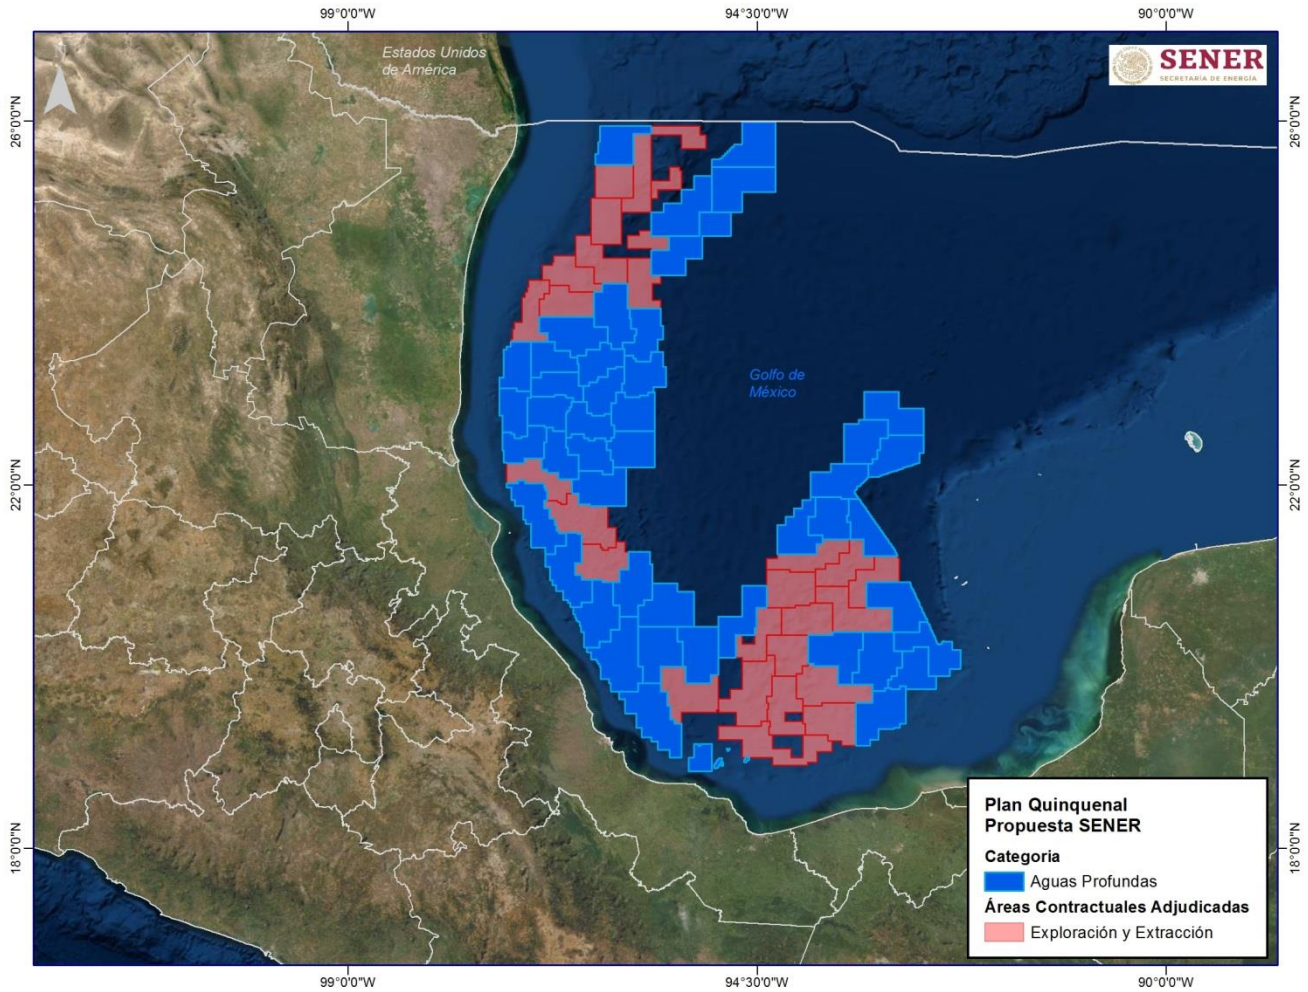 99°0'0"W
94°30'0"W
90°0'0"W
Estados Unidos
de América
SENER
SECRETARÍA DE ENERGÍA
26°0'0"N
26°0'0"N
Golfo de
México
22°0'0"N
22°0'0"N
Plan Quinquenal
Propuesta SENER
Categoria
Aguas Profundas
Áreas Contractuales Adjudicadas
Exploración y Extracción
18°0'0"N
18°0'0"N
99°0'0"W
94°30'0"W
90°0'0"W